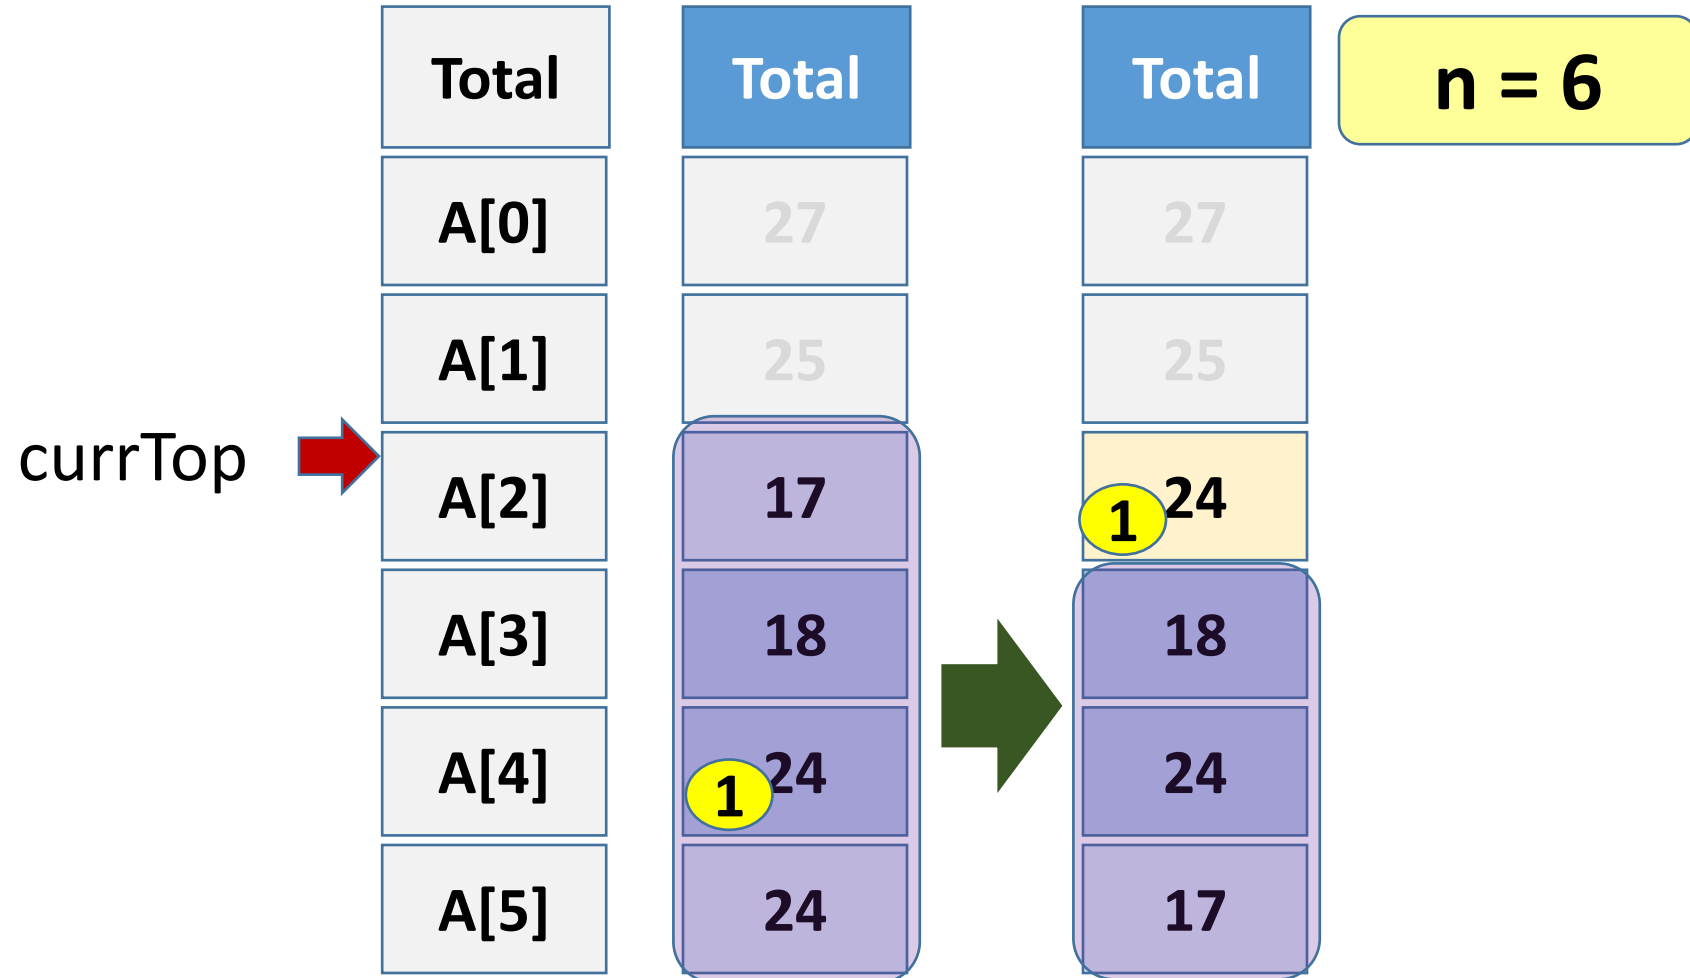 Total Total Total n = 6
A[0] 27 27
A[1] 25 25
currTop
A[2] 17 1 24
A[3] 18 18
A[4] 1 24 24
A[5] 24 17